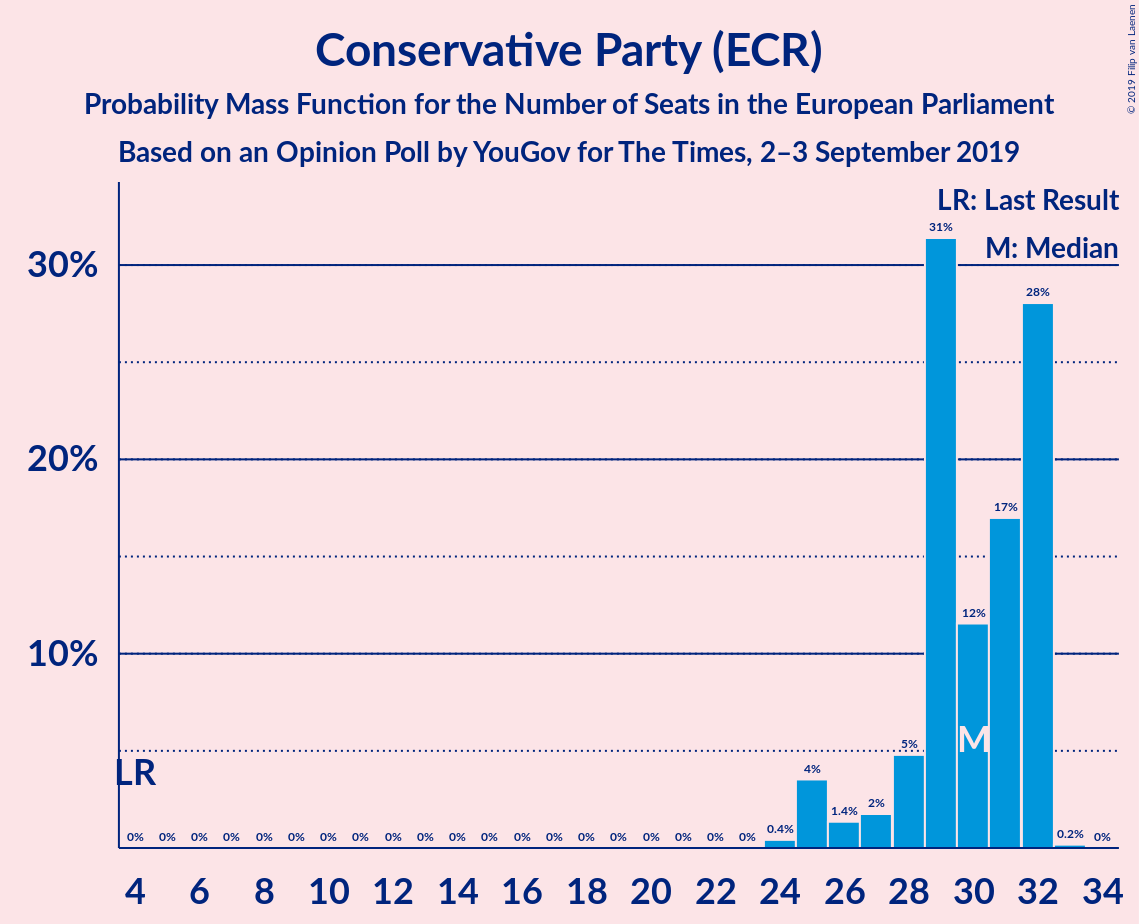 Conservative Party (ECR)
Probability Mass Function for the Number of Seats in the European Parliament
Based on an Opinion Poll by YouGov for The Times, 2–3 September 2019
© 2019 Filip van Laenen
LR: Last Result
M: Median
30%
20%
10%
31%
28%
17%
12%
5%
4%
2%
1.4%
0.4%
0.2%
LR
M
0% 0% 0% 0% 0% 0% 0% 0% 0% 0% 0% 0% 0% 0% 0% 0% 0% 0% 0% 0% 0%
4 6 8 10 12 14 16 18 20 22 24 26 28 30 32 34